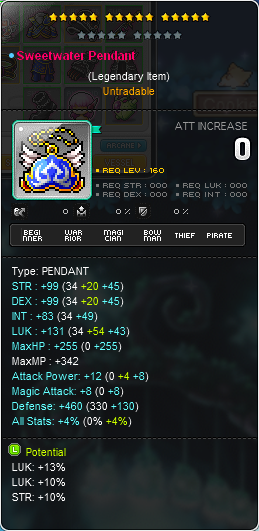 Sweetwater Pendant
(Legendary Item)
Untradable
ATT INCREASE
0
REQ LEV : 160
REQ STR : 000
REQ LUK : 000
REQ DEX : 000
REQ INT : 000
0 0 % 0 %
BEGINNER WARRIOR MAGICIAN BOWMAN THIEF PIRATE
Type: PENDANT
STR : +99 (34 +20 +45)
DEX : +99 (34 +20 +45)
INT : +83 (34 +49)
LUK : +131 (34 +54 +43)
MaxHP : +255 (0 +255)
MaxMP : +342
Attack Power: +12 (0 +4 +8)
Magic Attack: +8 (0 +8)
Defense: +460 (330 +130)
All Stats: +4% (0% +4%)
L Potential
LUK: +13%
LUK: +10%
STR: +10%